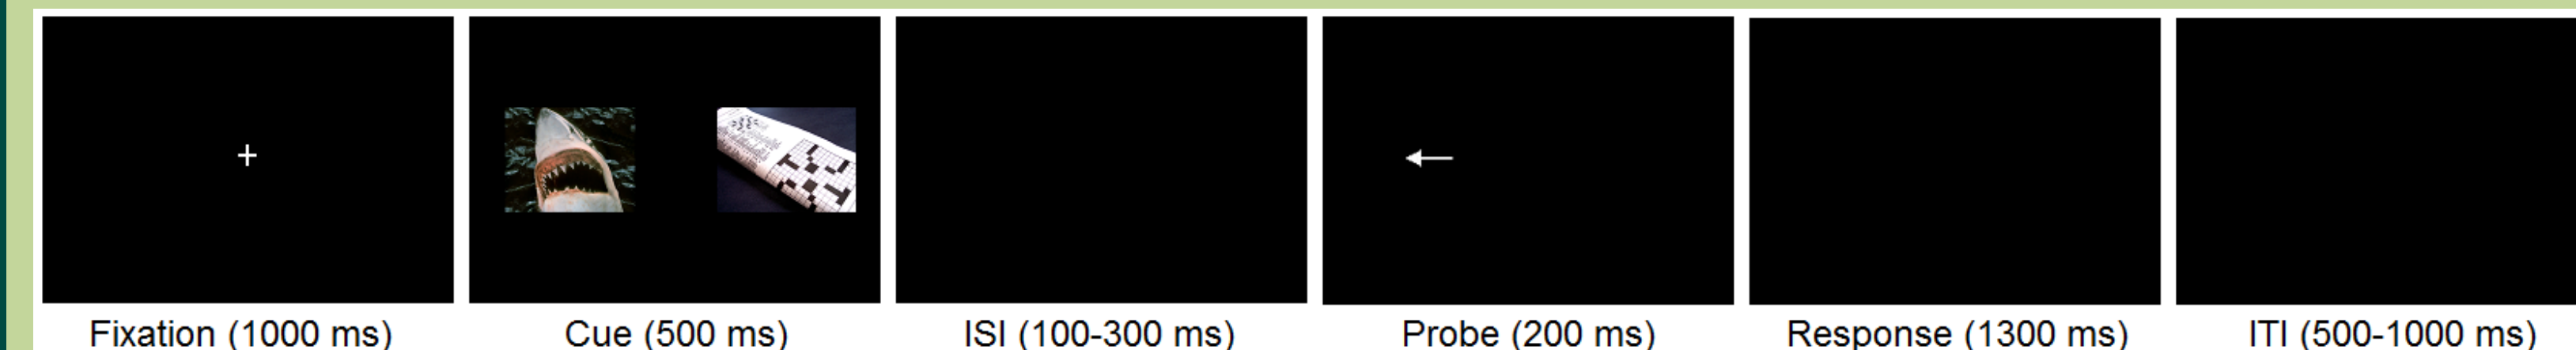 Fixation (1000 ms)
Cue (500 ms)
ISI (100-300 ms)
Probe (200 ms)
Response (1300 ms)
ITI (500-1000 ms)